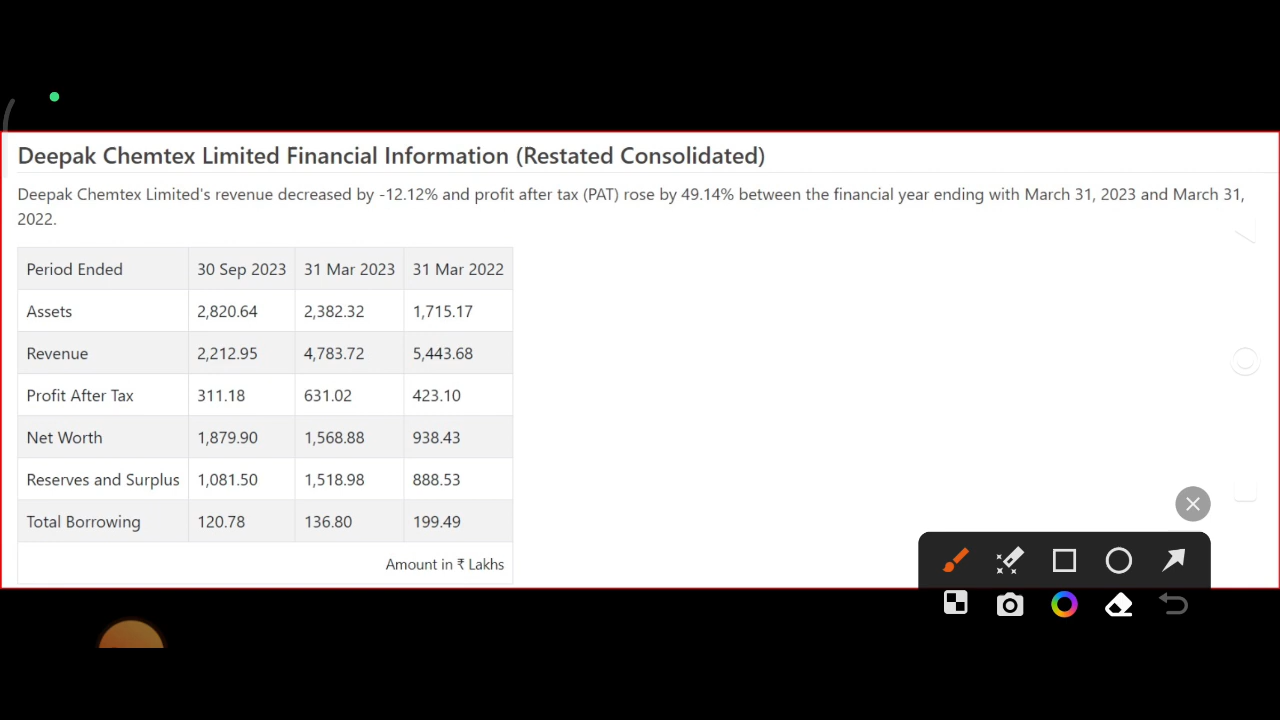 Deepak Chemtex Limited Financial Information (Restated Consolidated)
Deepak Chemtex Limited's revenue decreased by -12.12% and profit after tax (PAT) rose by 49.14% between the financial year ending with March 31, 2023 and March 31,
2022.
Period Ended 30 Sep 2023 31 Mar 2023 31 Mar 2022
Assets 2,820.64 2,382.32 1,715.17
Revenue 2,212.95 4,783.72 5,443.68
Profit After Tax 311.18 631.02 423.10
Net Worth 1,879.90 1,568.88 938.43
Reserves and Surplus 1,081.50 1,518.98 888.53
Total Borrowing 120.78 136.80 199.49
Amount in ₹ Lakhs